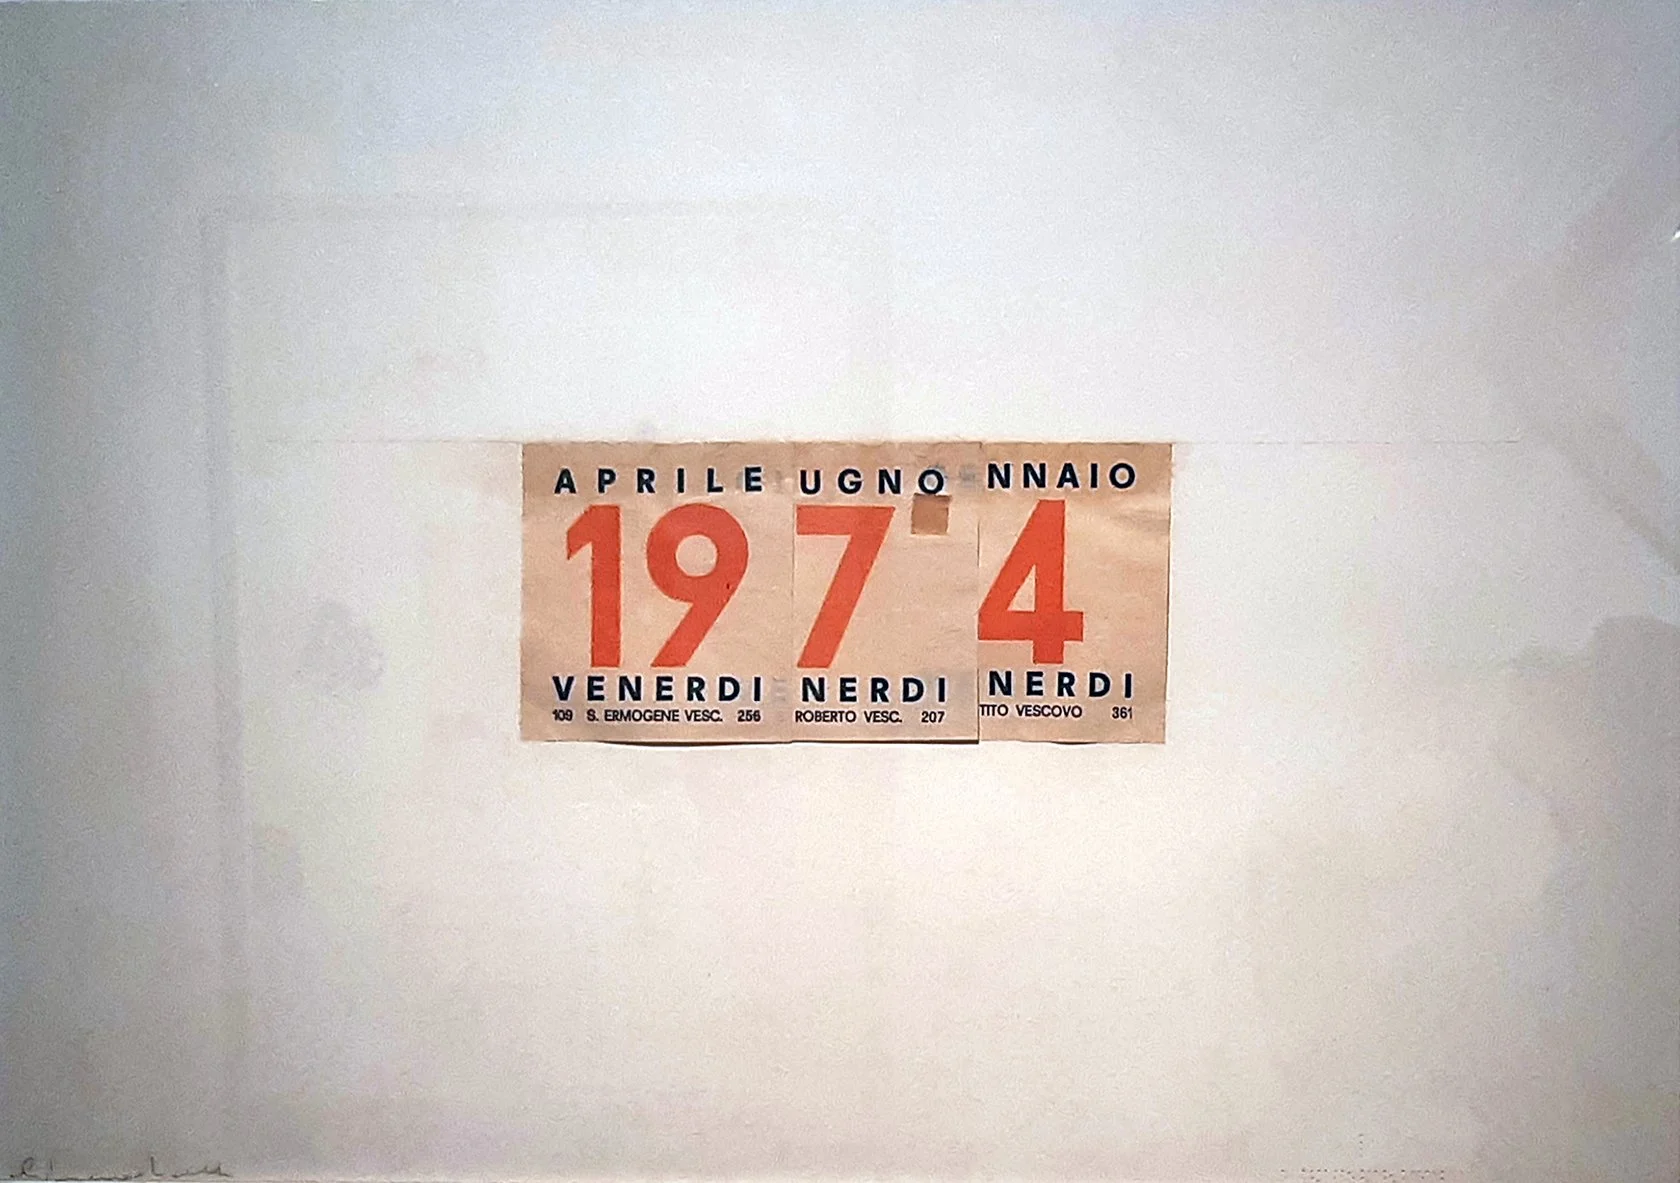 APRILE UGNO NNAIO
19 7 4
VENERDI NERDI NERDI
109 S. ERMOGENE VESC. 256 ROBERTO VESC. 207 TITO VESCOVO 361